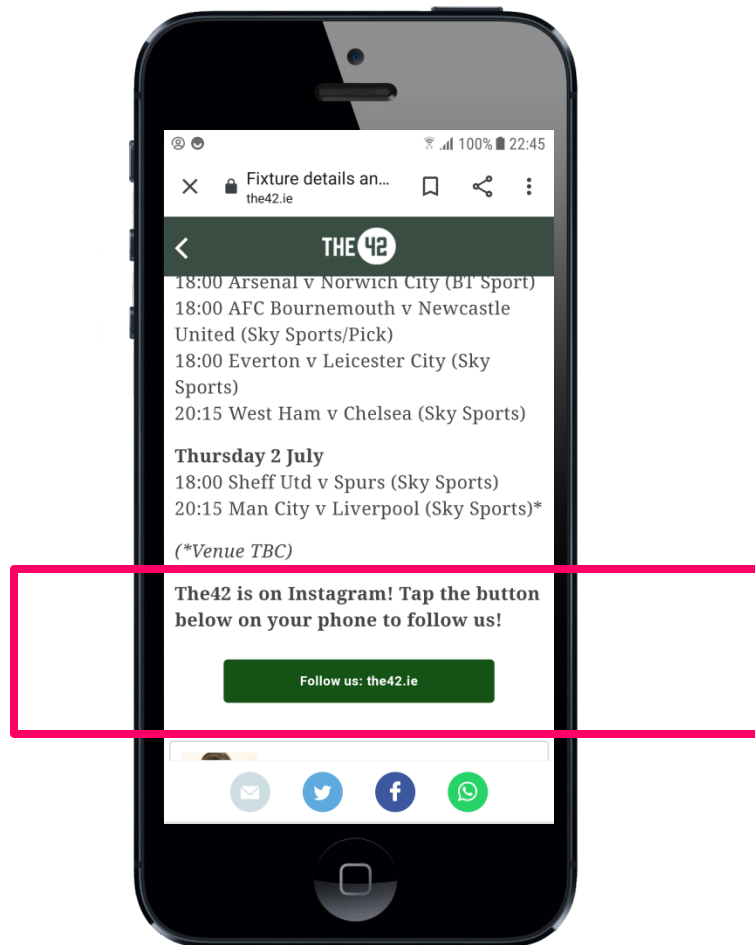 100% 22:45
Fixture details an...
the42.ie
THE 42
18:00 Arsenal v Norwich City (BT Sport)
18:00 AFC Bournemouth v Newcastle
United (Sky Sports/Pick)
18:00 Everton v Leicester City (Sky
Sports)
20:15 West Ham v Chelsea (Sky Sports)
Thursday 2 July
18:00 Sheff Utd v Spurs (Sky Sports)
20:15 Man City v Liverpool (Sky Sports)*
(*Venue TBC)
The42 is on Instagram! Tap the button
below on your phone to follow us!
Follow us: the42.ie